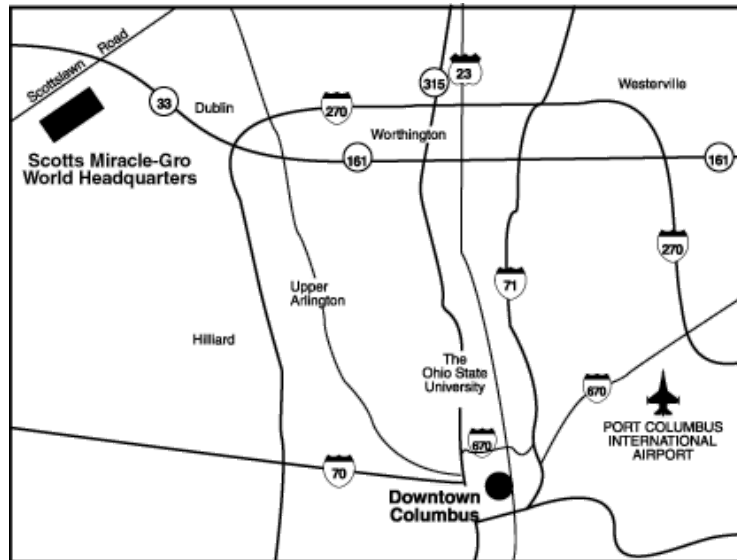 Scottslawn Road
315
23
Westerville
33
Dublin
270
Worthington
Scotts Miracle-Gro
World Headquarters
161
161
270
71
Upper
Arlington
Hilliard
The
Ohio State
University
670
PORT COLUMBUS
INTERNATIONAL
AIRPORT
670
70
Downtown
Columbus